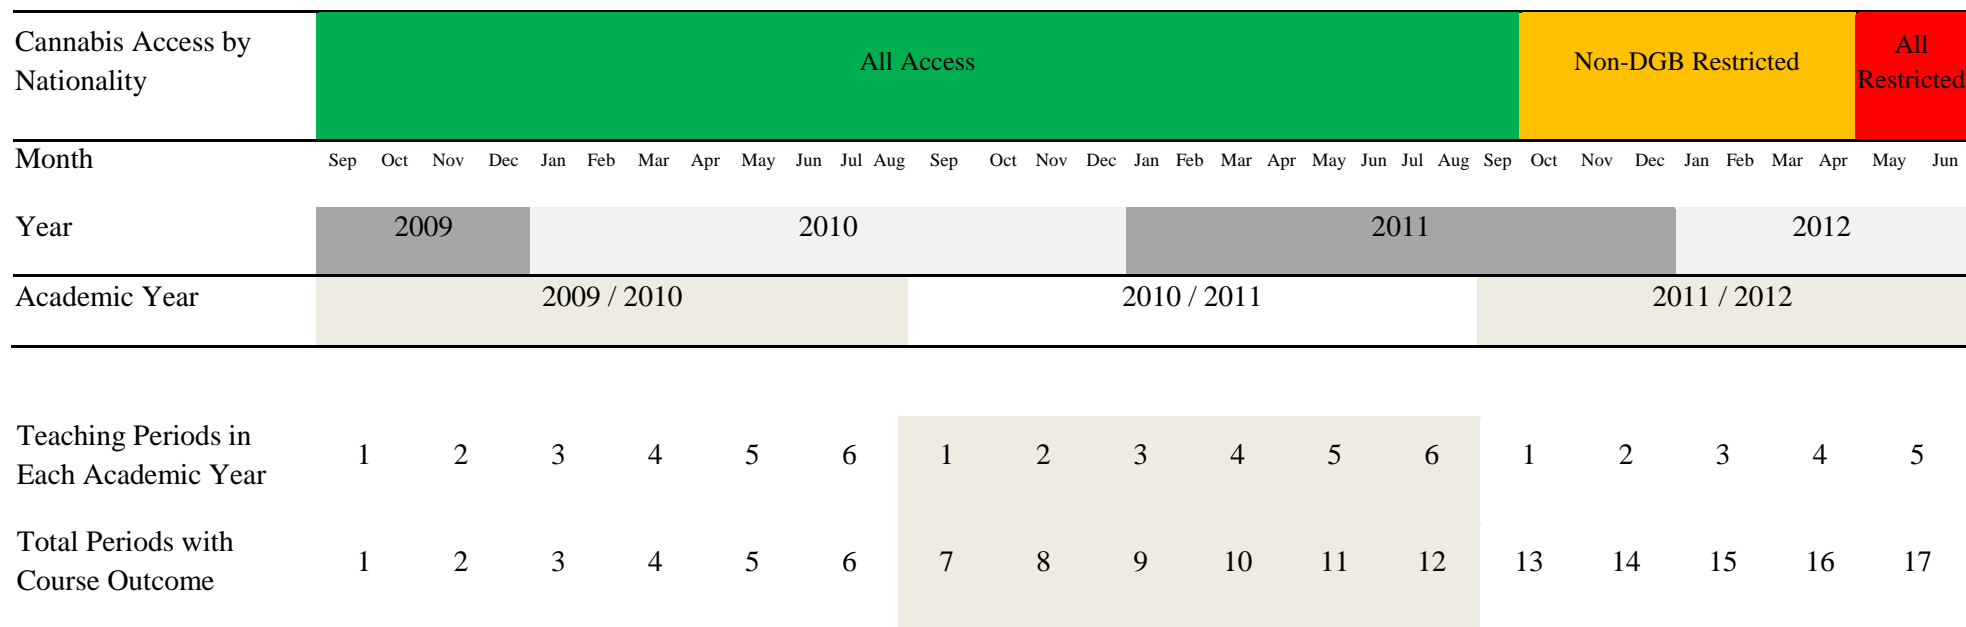 Cannabis Access by
Nationality
All Access
Non-DGB Restricted
All
Restricted
Month
Sep Oct Nov Dec Jan Feb Mar Apr May Jun Jul Aug Sep Oct Nov Dec Jan Feb Mar Apr May Jun Jul Aug Sep Oct Nov Dec Jan Feb Mar Apr May Jun
Year 2009 2010 2011 2012
Academic Year 2009 / 2010 2010 / 2011 2011 / 2012
Teaching Periods in
Each Academic Year
1 2 3 4 5 6 1 2 3 4 5 6 1 2 3 4 5
Total Periods with
Course Outcome
1 2 3 4 5 6 7 8 9 10 11 12 13 14 15 16 17